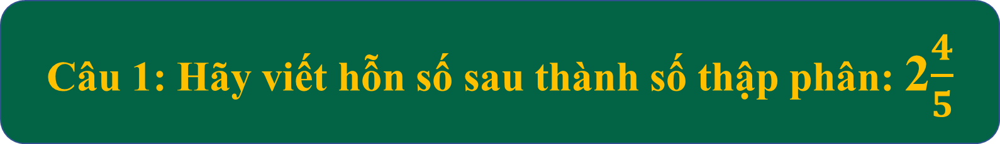 Câu 1: Hãy viết hỗn số sau thành số thập phân: 2 4/5